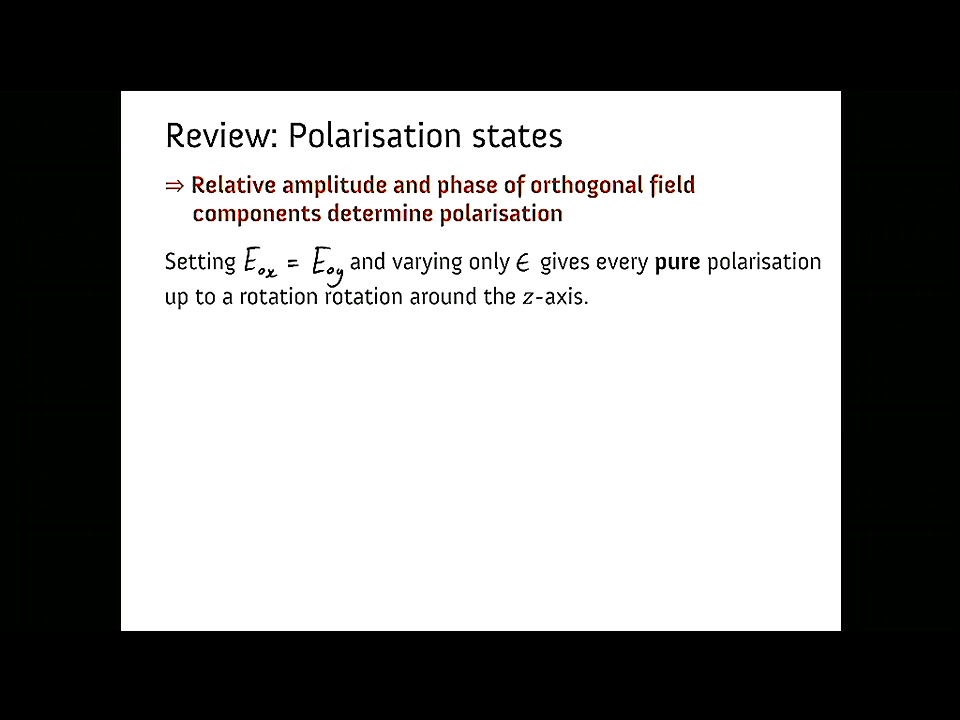 Review: Polarisation states
⇒ Relative amplitude and phase of orthogonal field
components determine polarisation
Setting E₀ₓ = E₀ᵧ and varying only ϵ gives every pure polarisation
up to a rotation rotation around the z-axis.